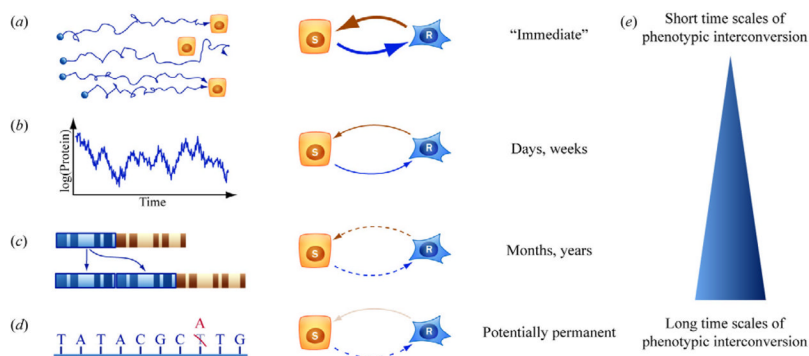 (a)
S
R
"Immediate"
(e)
Short time scales of
phenotypic interconversion
(b)
log(Protein)
Time
S
R
Days, weeks
(c)
S
R
Months, years
(d)
A
T A T A C G C T T G
S
R
Potentially permanent
Long time scales of
phenotypic interconversion